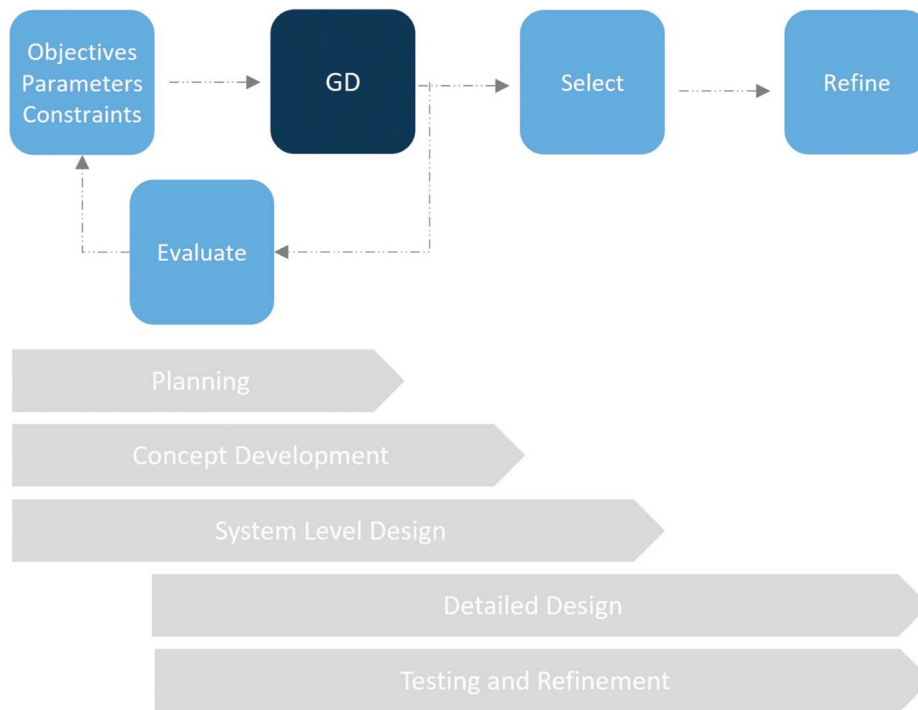 Objectives
Parameters
Constraints
GD
Select
Refine
Evaluate
Planning
Concept Development
System Level Design
Detailed Design
Testing and Refinement